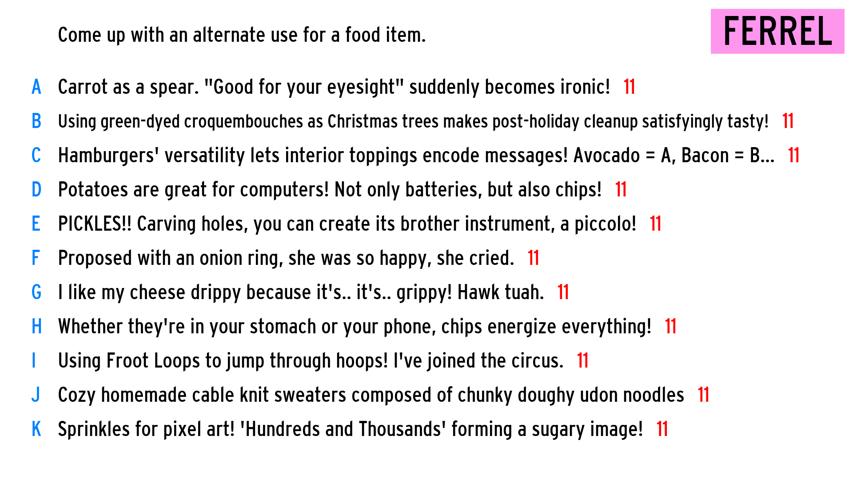 Come up with an alternate use for a food item.
FERREL
A Carrot as a spear. "Good for your eyesight" suddenly becomes ironic! 11
B Using green-dyed croquembouches as Christmas trees makes post-holiday cleanup satisfyingly tasty! 11
C Hamburgers' versatility lets interior toppings encode messages! Avocado = A, Bacon = B... 11
D Potatoes are great for computers! Not only batteries, but also chips! 11
E PICKLES!! Carving holes, you can create its brother instrument, a piccolo! 11
F Proposed with an onion ring, she was so happy, she cried. 11
G I like my cheese drippy because it's.. it's.. grippy! Hawk tuah. 11
H Whether they're in your stomach or your phone, chips energize everything! 11
I Using Froot Loops to jump through hoops! I've joined the circus. 11
J Cozy homemade cable knit sweaters composed of chunky doughy udon noodles 11
K Sprinkles for pixel art! 'Hundreds and Thousands' forming a sugary image! 11